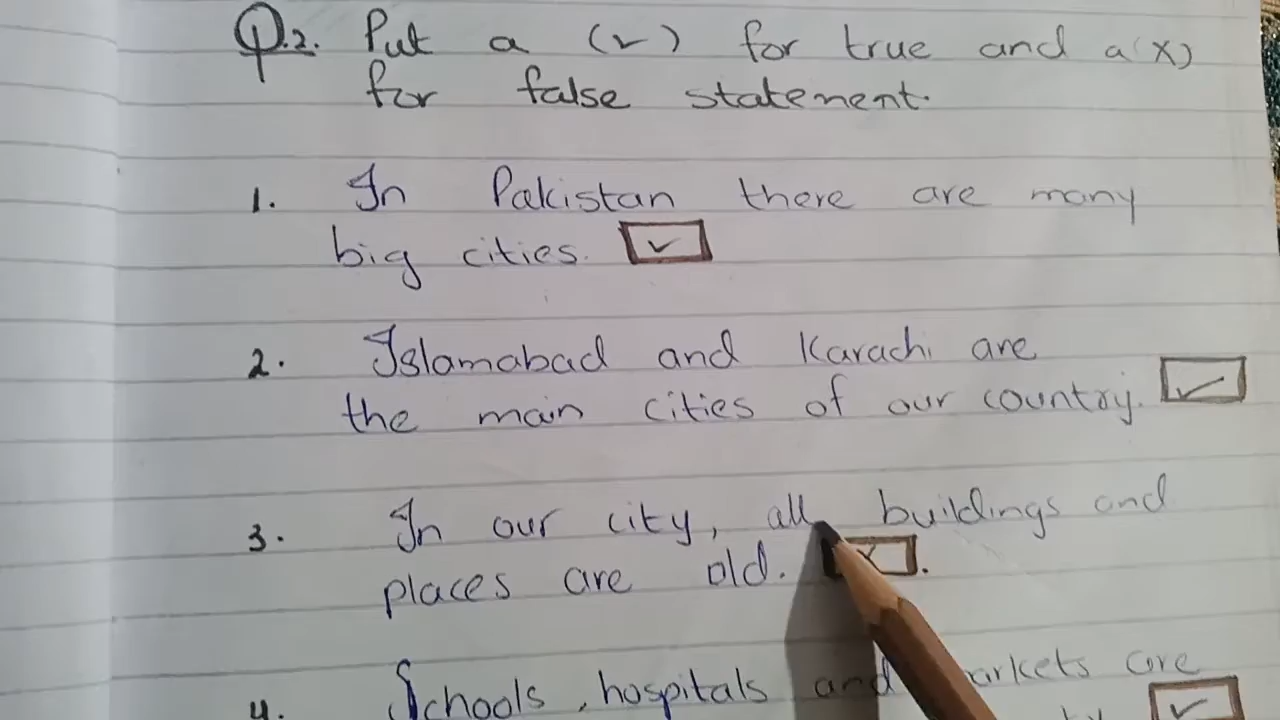 Q.2. Put a (✓) for true and a (X)
for false statement.
1. In Pakistan there are many
big cities. ✓
2. Islamabad and Karachi are
the main cities of our country. ✓
3. In our city, all buildings and
places are old. X.
4. Schools, hospitals and are
✓